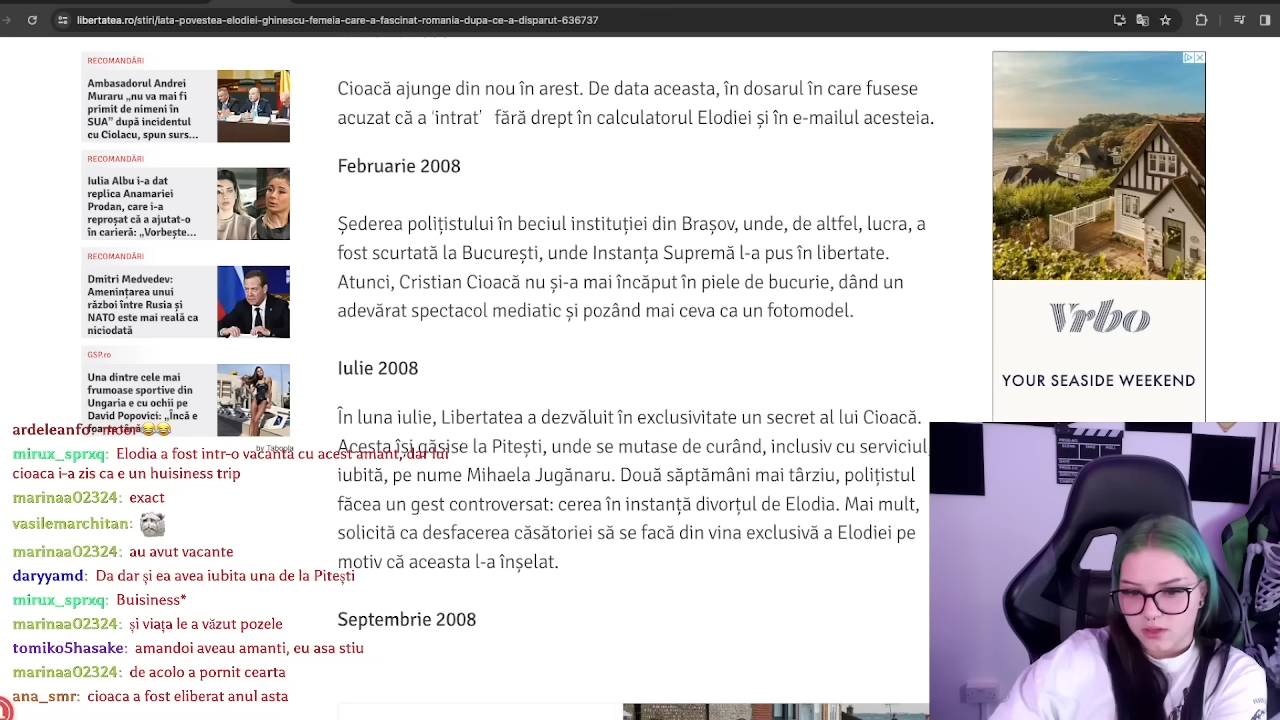 libertatea.ro/stiri/iata-povestea-elodiei-ghinescu-femeia-care-a-fascinat-romania-dupa-ce-a-disparut-636737
RECOMANDĂRI
Ambasadorul Andrei
Muraru „nu va mai fi
primit de nimeni în
SUA” după incidentul
cu Ciolacu, spun surs...
RECOMANDĂRI
Iulia Albu i-a dat
replica Anamariei
Prodan, care i-a
reproșat că a ajutat-o
în carieră: „Vorbește...
RECOMANDĂRI
Dmitri Medvedev:
Amenințarea unui
război între Rusia și
NATO este mai reală ca
niciodată
GSP.ro
Una dintre cele mai
frumoase sportive din
Ungaria e cu ochii pe
David Popovici: „Încă e
foarte tânăr
by Taboola
Cioacă ajunge din nou în arest. De data aceasta, în dosarul în care fusese
acuzat că a 'intrat' fără drept în calculatorul Elodiei și în e-mailul acesteia.
Februarie 2008
Șederea polițistului în beciul instituției din Brașov, unde, de altfel, lucra, a
fost scurtată la București, unde Instanța Supremă l-a pus în libertate.
Atunci, Cristian Cioacă nu și-a mai încăput în piele de bucurie, dând un
adevărat spectacol mediatic și pozând mai ceva ca un fotomodel.
Iulie 2008
În luna iulie, Libertatea a dezvăluit în exclusivitate un secret al lui Cioacă.
Acesta își găsise la Pitești, unde se mutase de curând, inclusiv cu serviciul,
iubită, pe nume Mihaela Rugănaru. Două săptămâni mai târziu, polițistul
făcea un gest controversat: cerea în instanță divorțul de Elodia. Mai mult,
solicită ca desfacerea căsătoriei să se facă din vina exclusivă a Elodiei pe
motiv că aceasta l-a înșelat.
Septembrie 2008
Vrbo
YOUR SEASIDE WEEKEND
ardeleanfo: moor😂😂
mirux_sprxq: Elodia a fost intr-o vacanta cu acest amant, dar lui
cioaca i-a zis ca e un huisiness trip
marinaa02324: exact
vasilemarchitan:
marinaa02324: au avut vacante
daryyamd: Da dar și ea avea iubita una de la Pitești
mirux_sprxq: Buisiness*
marinaa02324: și viața le a văzut pozele
tomiko5hasake: amandoi aveau amanti, eu asa stiu
marinaa02324: de acolo a pornit cearta
ana_smr: cioaca a fost eliberat anul asta